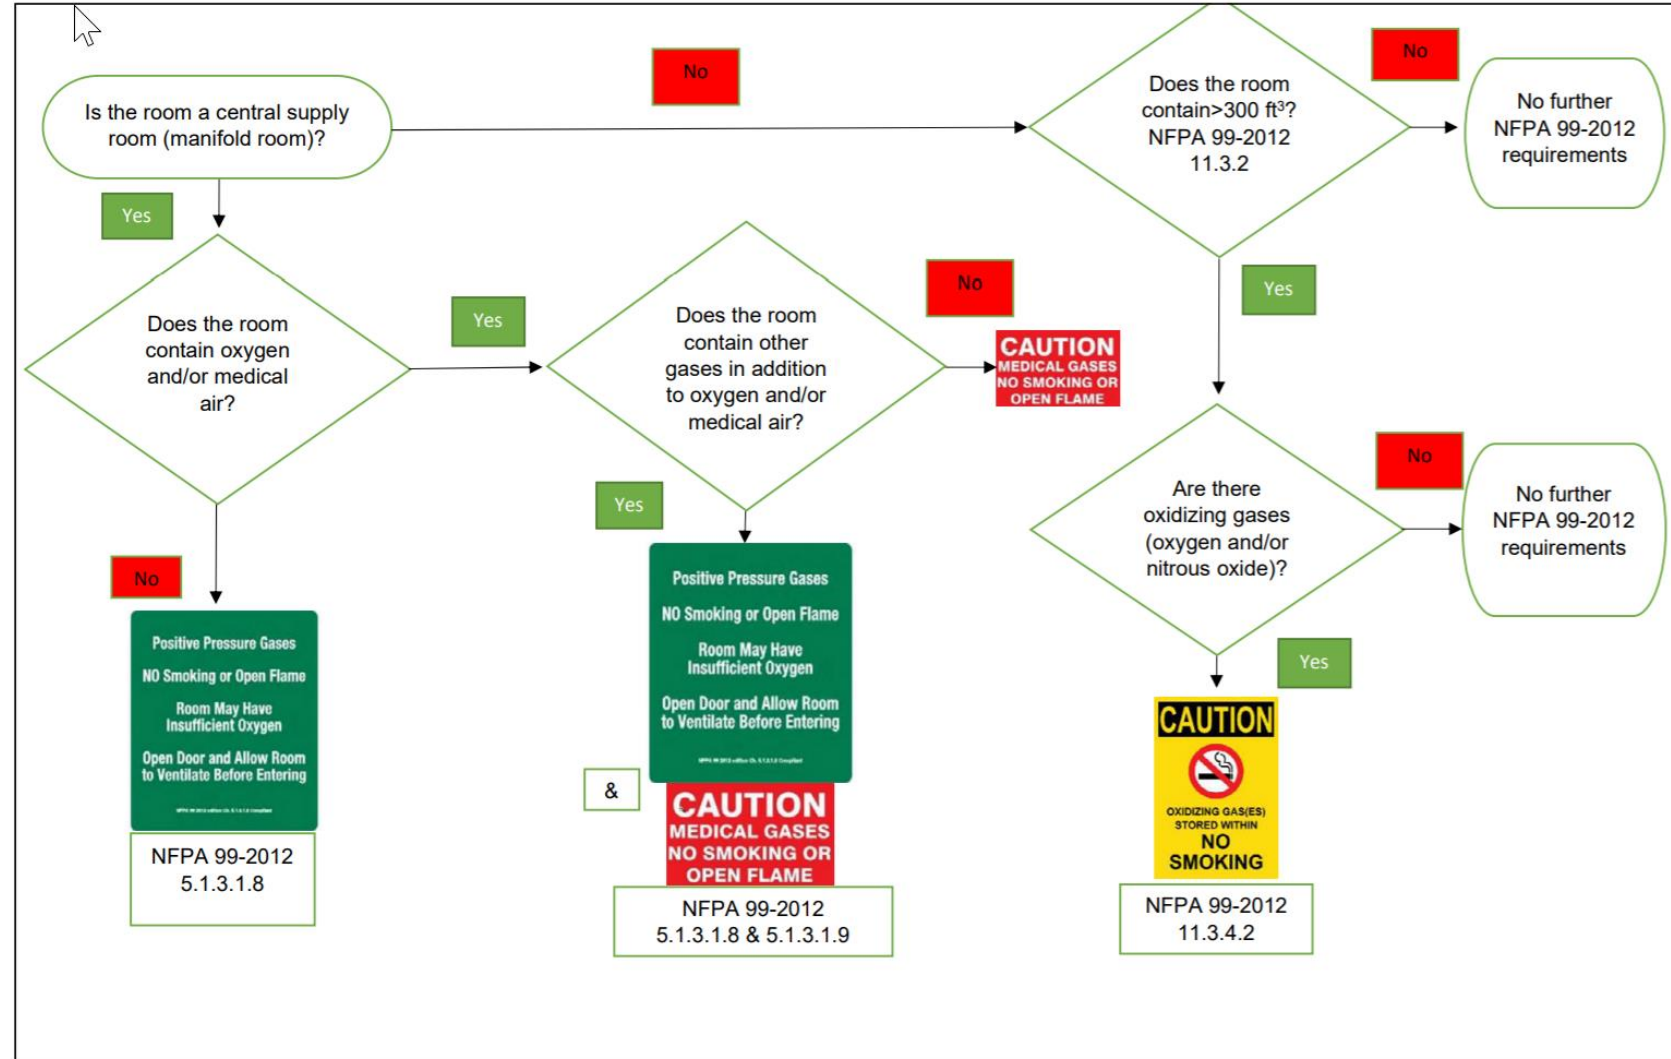 Is the room a central supply
room (manifold room)?
No
Does the room
contain>300 ft³?
NFPA 99-2012
11.3.2
No
No further
NFPA 99-2012
requirements
Yes
Does the room
contain oxygen
and/or medical
air?
Yes
Does the room
contain other
gases in addition
to oxygen and/or
medical air?
No
CAUTION
MEDICAL GASES
NO SMOKING OR
OPEN FLAME
Yes
Are there
oxidizing gases
(oxygen and/or
nitrous oxide)?
No
No further
NFPA 99-2012
requirements
No
Positive Pressure Gases
NO Smoking or Open Flame
Room May Have
Insufficient Oxygen
Open Door and Allow Room
to Ventilate Before Entering
NFPA 99-2012
5.1.3.1.8
Yes
Positive Pressure Gases
NO Smoking or Open Flame
Room May Have
Insufficient Oxygen
Open Door and Allow Room
to Ventilate Before Entering
&
CAUTION
MEDICAL GASES
NO SMOKING OR
OPEN FLAME
NFPA 99-2012
5.1.3.1.8 & 5.1.3.1.9
Yes
CAUTION
OXIDIZING GAS(ES)
STORED WITHIN
NO
SMOKING
NFPA 99-2012
11.3.4.2